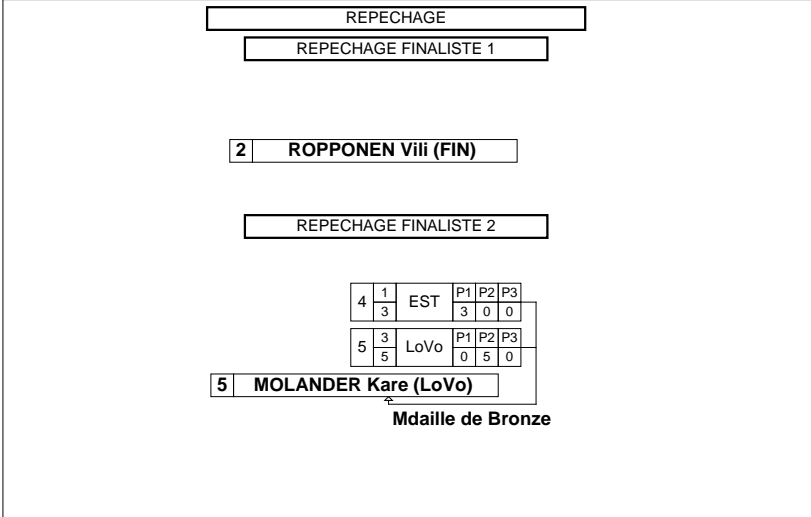 REPECHAGE
REPECHAGE FINALISTE 1
2 ROPPONEN Vili (FIN)
REPECHAGE FINALISTE 2
4 1 EST P1 P2 P3
3 3 0 0
5 3 LoVo P1 P2 P3
5 0 5 0
5 MOLANDER Kare (LoVo)
Mdaille de Bronze